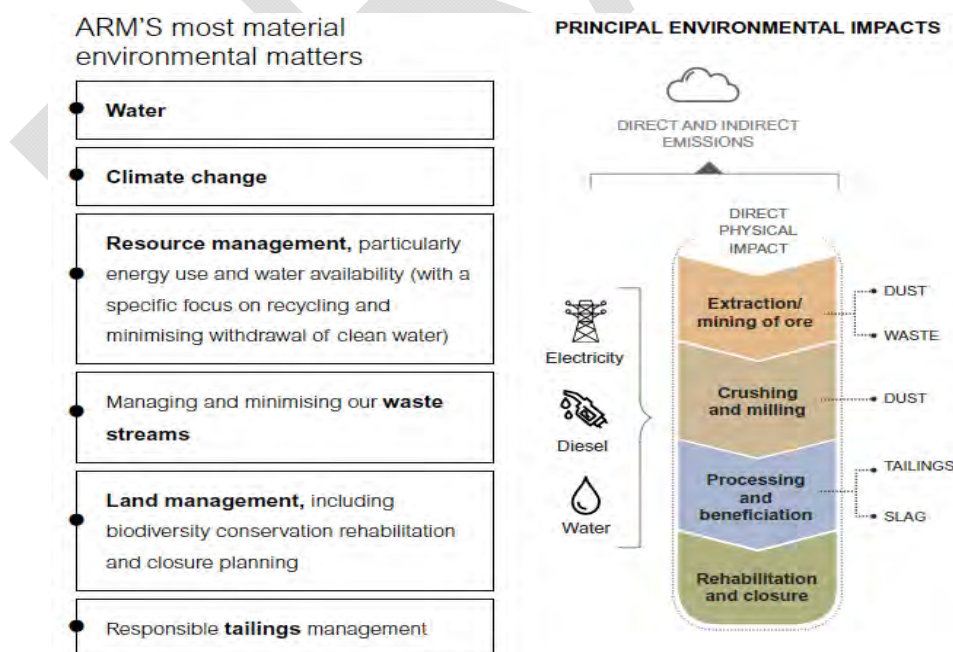 ARM'S most material
environmental matters
Water
Climate change
Resource management, particularly
energy use and water availability (with a
specific focus on recycling and
minimising withdrawal of clean water)
Managing and minimising our waste
streams
Land management, including
biodiversity conservation rehabilitation
and closure planning
Responsible tailings management
PRINCIPAL ENVIRONMENTAL IMPACTS
DIRECT AND INDIRECT
EMISSIONS
DIRECT
PHYSICAL
IMPACT
Electricity
Diesel
Water
Extraction/
mining of ore
DUST
WASTE
Crushing
and milling
DUST
Processing
and
beneficiation
TAILINGS
SLAG
Rehabilitation
and closure